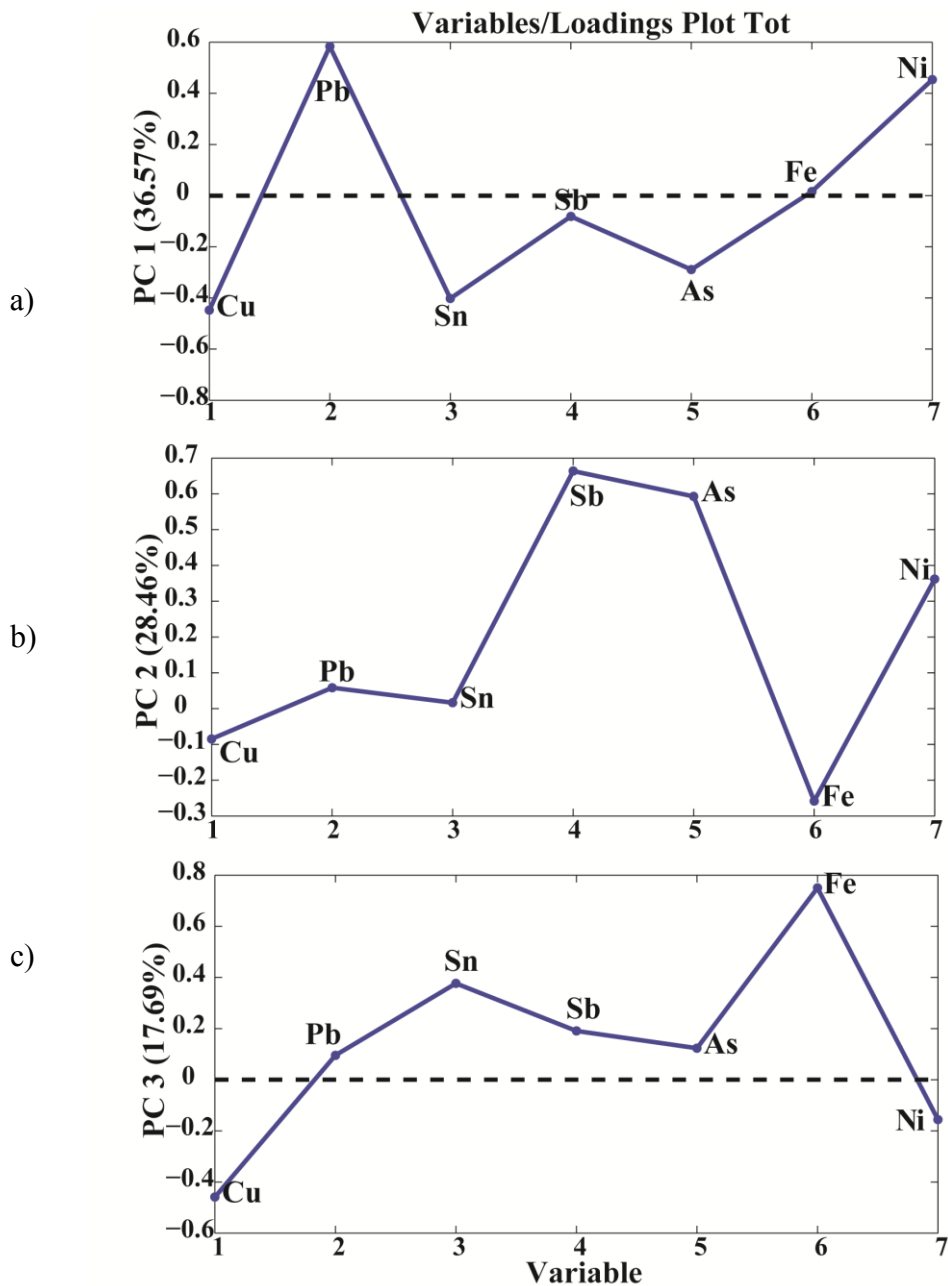 Variables/Loadings Plot Tot
a)
PC 1 (36.57%)
0.6
0.4
0.2
0
−0.2
−0.4
−0.6
−0.8
Cu
Pb
Sn
Sb
As
Fe
Ni
1 2 3 4 5 6 7
b)
PC 2 (28.46%)
0.7
0.6
0.5
0.4
0.3
0.2
0.1
0
−0.1
−0.2
−0.3
Cu
Pb
Sn
Sb
As
Fe
Ni
1 2 3 4 5 6 7
c)
PC 3 (17.69%)
0.8
0.6
0.4
0.2
0
−0.2
−0.4
−0.6
Cu
Pb
Sn
Sb
As
Fe
Ni
1 2 3 4 5 6 7
Variable